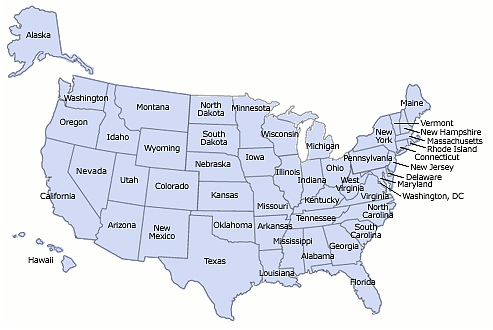 Alaska
Washington
Montana
North
Dakota
Minnesota
Maine
Vermont
New Hampshire
Massachusetts
Rhode Island
Connecticut
New Jersey
Delaware
Maryland
Washington, DC
Oregon
Idaho
Wyoming
South
Dakota
Wisconsin
Michigan
New
York
Pennsylvania
Nebraska
Iowa
Illinois
Indiana
Ohio
West
Virginia
Virginia
Nevada
Utah
Colorado
Kansas
Missouri
Kentucky
California
Arizona
New
Mexico
Oklahoma
Arkansas
Tennessee
North
Carolina
South
Carolina
Texas
Louisiana
Mississippi
Alabama
Georgia
Florida
Hawaii